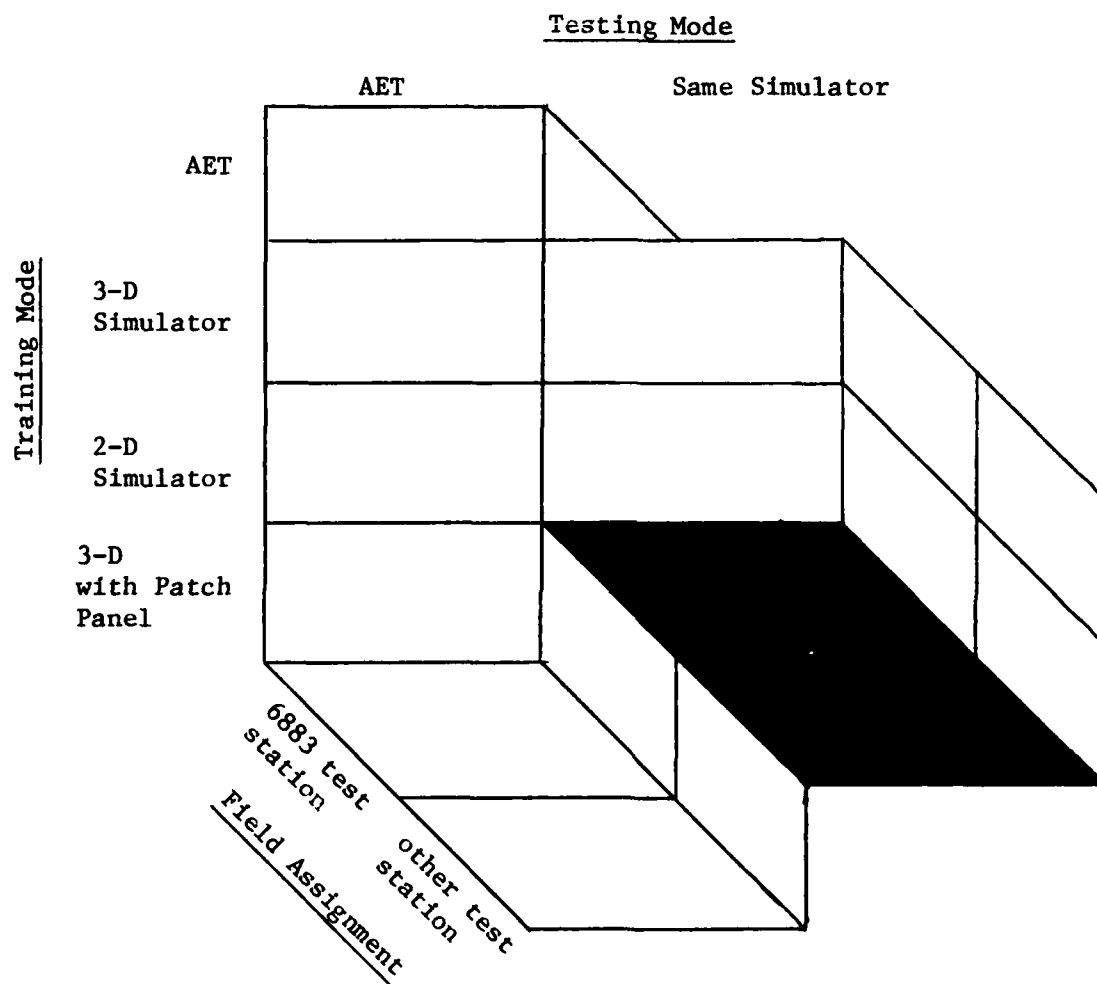 Testing Mode
AET
Same Simulator
Training Mode
AET
3-D
Simulator
2-D
Simulator
3-D
with Patch
Panel
6883 test
station
other test
station
Field Assignment